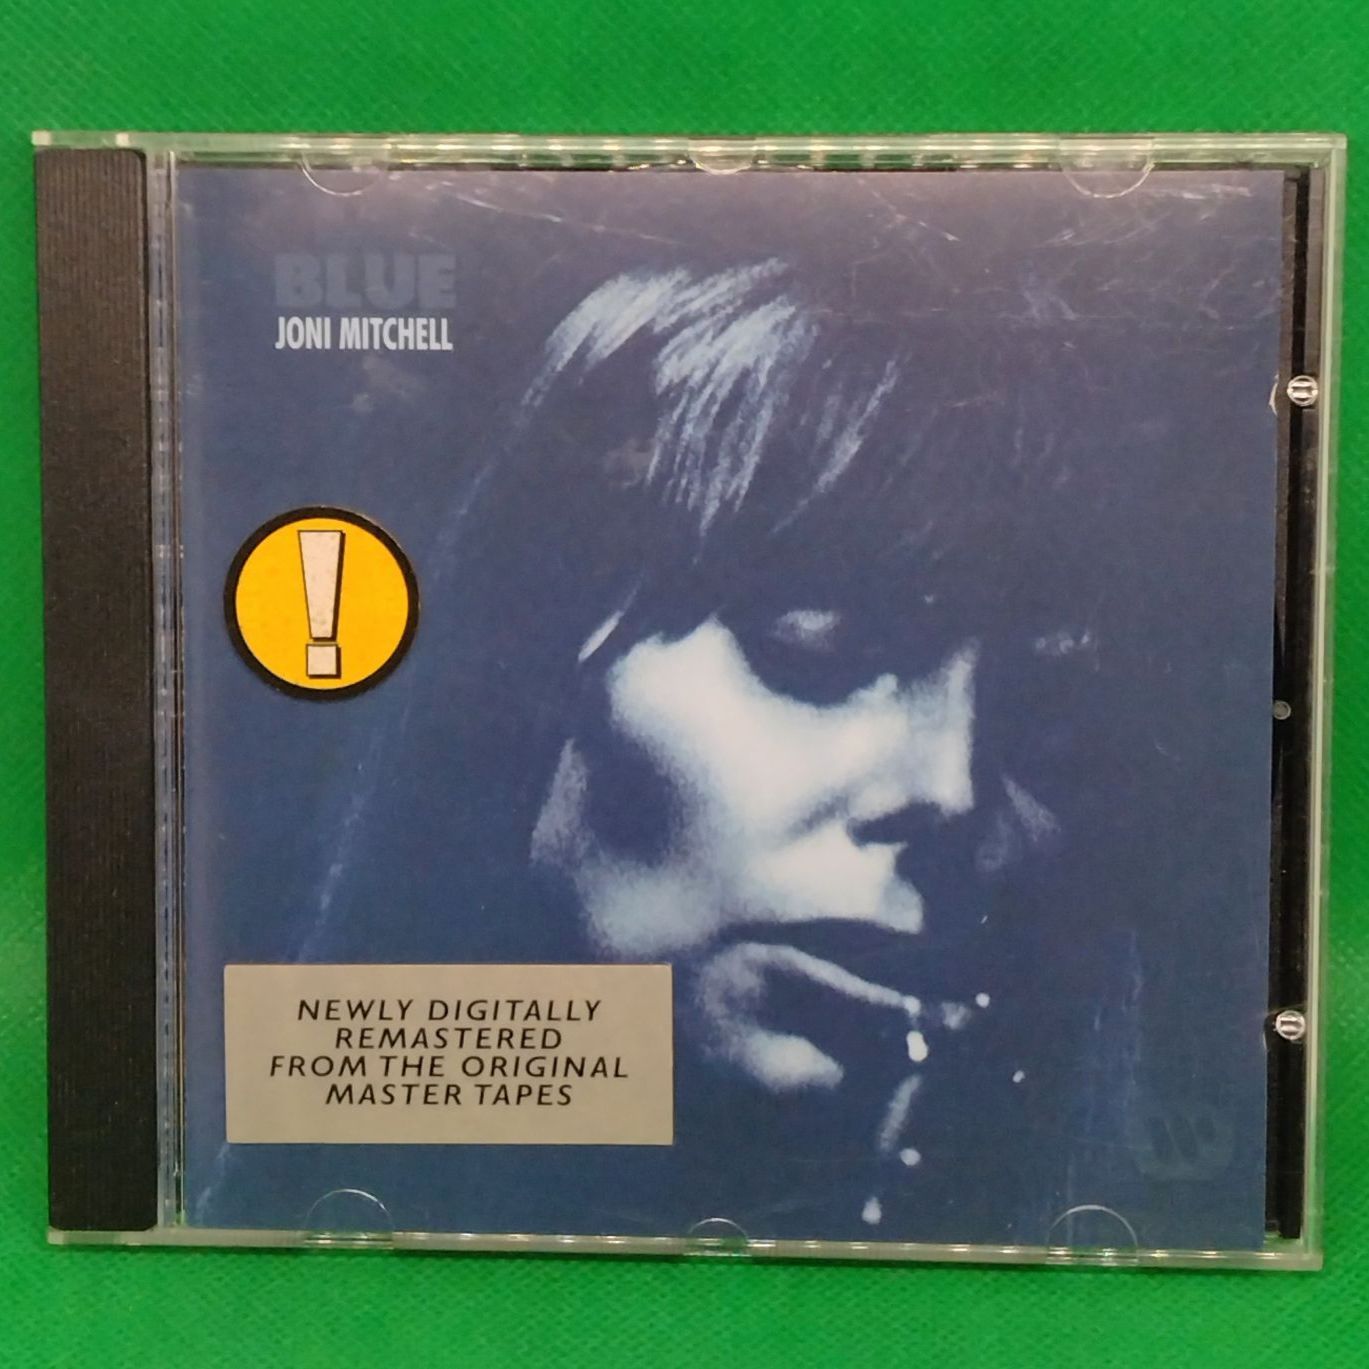 BLUE
JONI MITCHELL
!
NEWLY DIGITALLY
REMASTERED
FROM THE ORIGINAL
MASTER TAPES